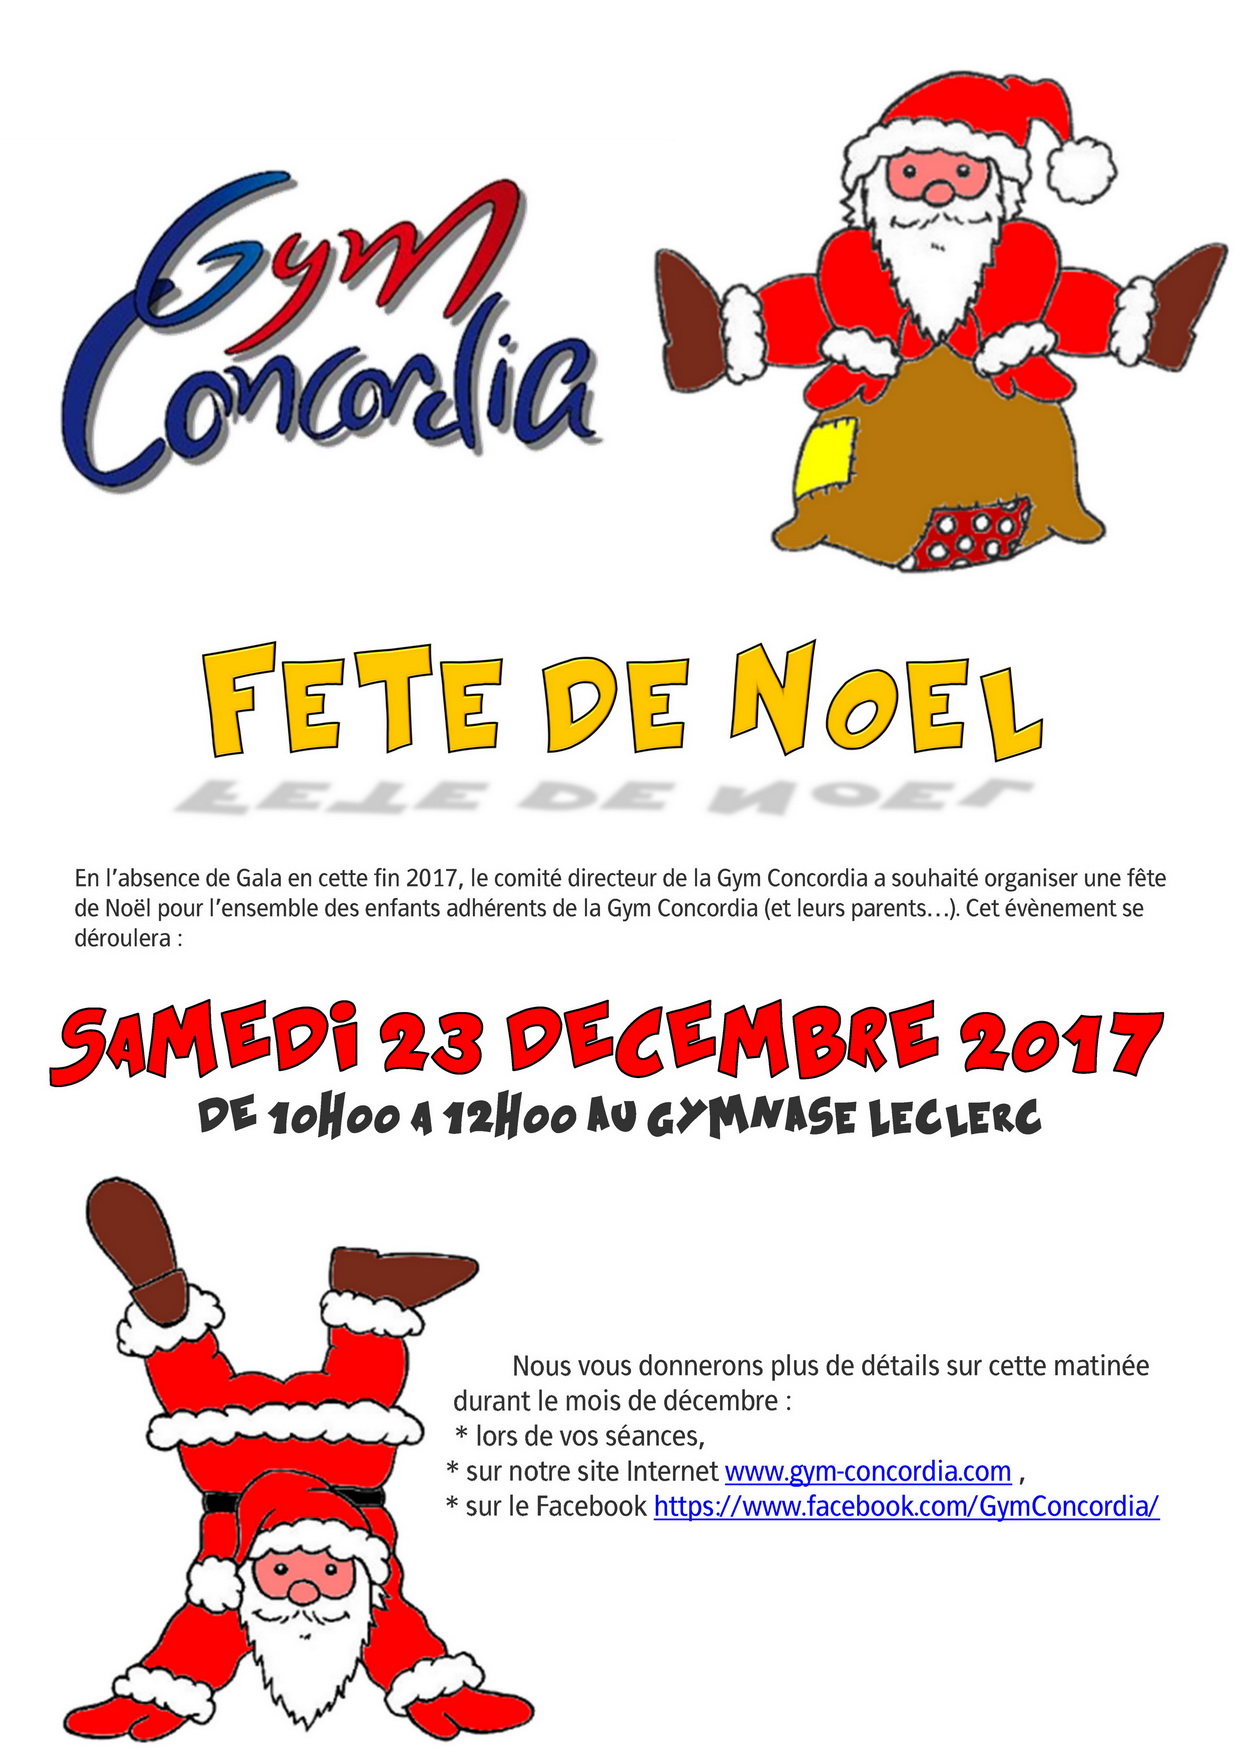 Gym
Concordia
FETE DE NOEL
En l'absence de Gala en cette fin 2017, le comité directeur de la Gym Concordia a souhaité organiser une fête
de Noël pour l'ensemble des enfants adhérents de la Gym Concordia (et leurs parents...). Cet évènement se
déroulera :
SAMEDI 23 DECEMBRE 2017
DE 10H00 A 12H00 AU GYMNASE LECLERC
Nous vous donnerons plus de détails sur cette matinée
durant le mois de décembre :
* lors de vos séances,
* sur notre site Internet www.gym-concordia.com ,
* sur le Facebook https://www.facebook.com/GymConcordia/